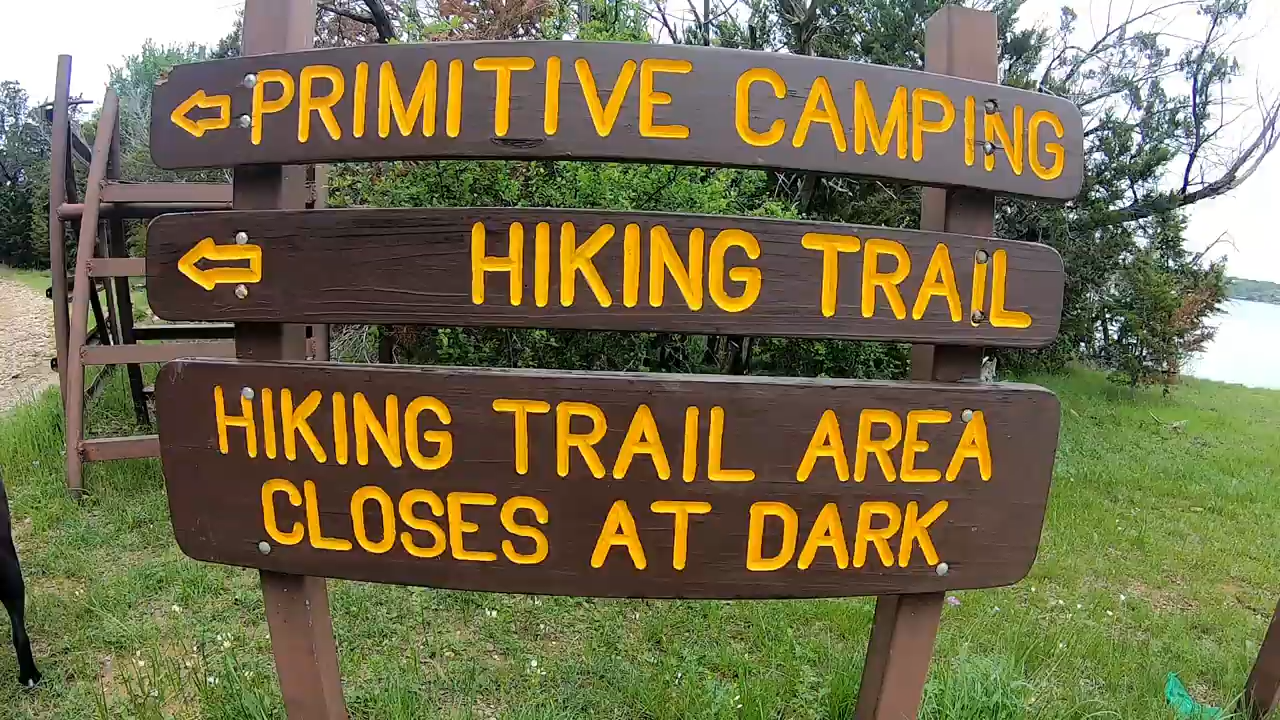 PRIMITIVE CAMPING
HIKING TRAIL
HIKING TRAIL AREA
CLOSES AT DARK